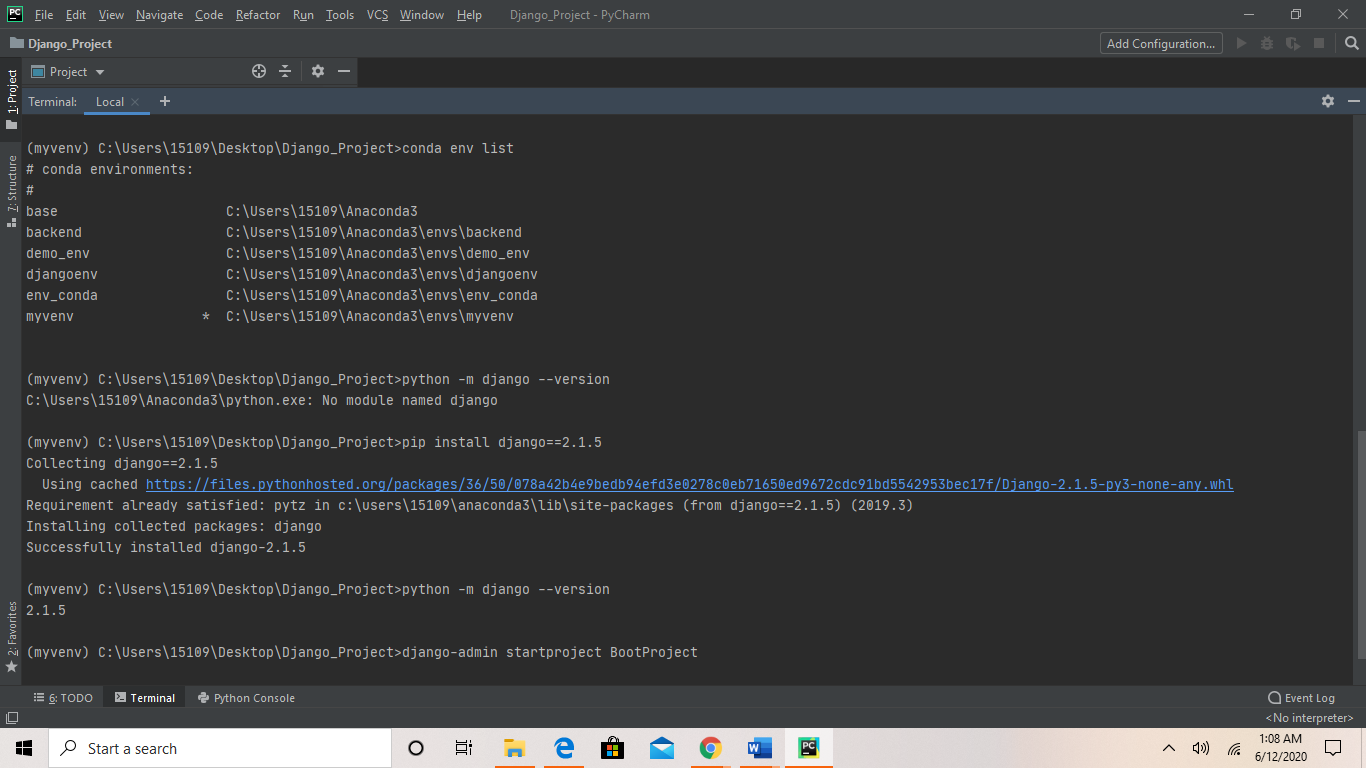 PC File Edit View Navigate Code Refactor Run Tools VCS Window Help Django_Project - PyCharm
Django_Project Add Configuration...
1: Project
Project
Terminal: Local × +
(myvenv) C:\Users\15109\Desktop\Django_Project>conda env list
# conda environments:
#
base                     C:\Users\15109\Anaconda3
backend                  C:\Users\15109\Anaconda3\envs\backend
demo_env                 C:\Users\15109\Anaconda3\envs\demo_env
djangoenv                C:\Users\15109\Anaconda3\envs\djangoenv
env_conda                C:\Users\15109\Anaconda3\envs\env_conda
myvenv                *  C:\Users\15109\Anaconda3\envs\myvenv
7: Structure
(myvenv) C:\Users\15109\Desktop\Django_Project>python -m django --version
C:\Users\15109\Anaconda3\python.exe: No module named django
(myvenv) C:\Users\15109\Desktop\Django_Project>pip install django==2.1.5
Collecting django==2.1.5
  Using cached https://files.pythonhosted.org/packages/36/50/078a42b4e9bedb94efd3e0278c0eb71650ed9672cdc91bd5542953bec17f/Django-2.1.5-py3-none-any.whl
Requirement already satisfied: pytz in c:\users\15109\anaconda3\lib\site-packages (from django==2.1.5) (2019.3)
Installing collected packages: django
Successfully installed django-2.1.5
(myvenv) C:\Users\15109\Desktop\Django_Project>python -m django --version
2.1.5
(myvenv) C:\Users\15109\Desktop\Django_Project>django-admin startproject BootProject
2: Favorites
6: TODO Terminal Python Console Event Log
<No interpreter>
Start a search
W
PC
1:08 AM
6/12/2020